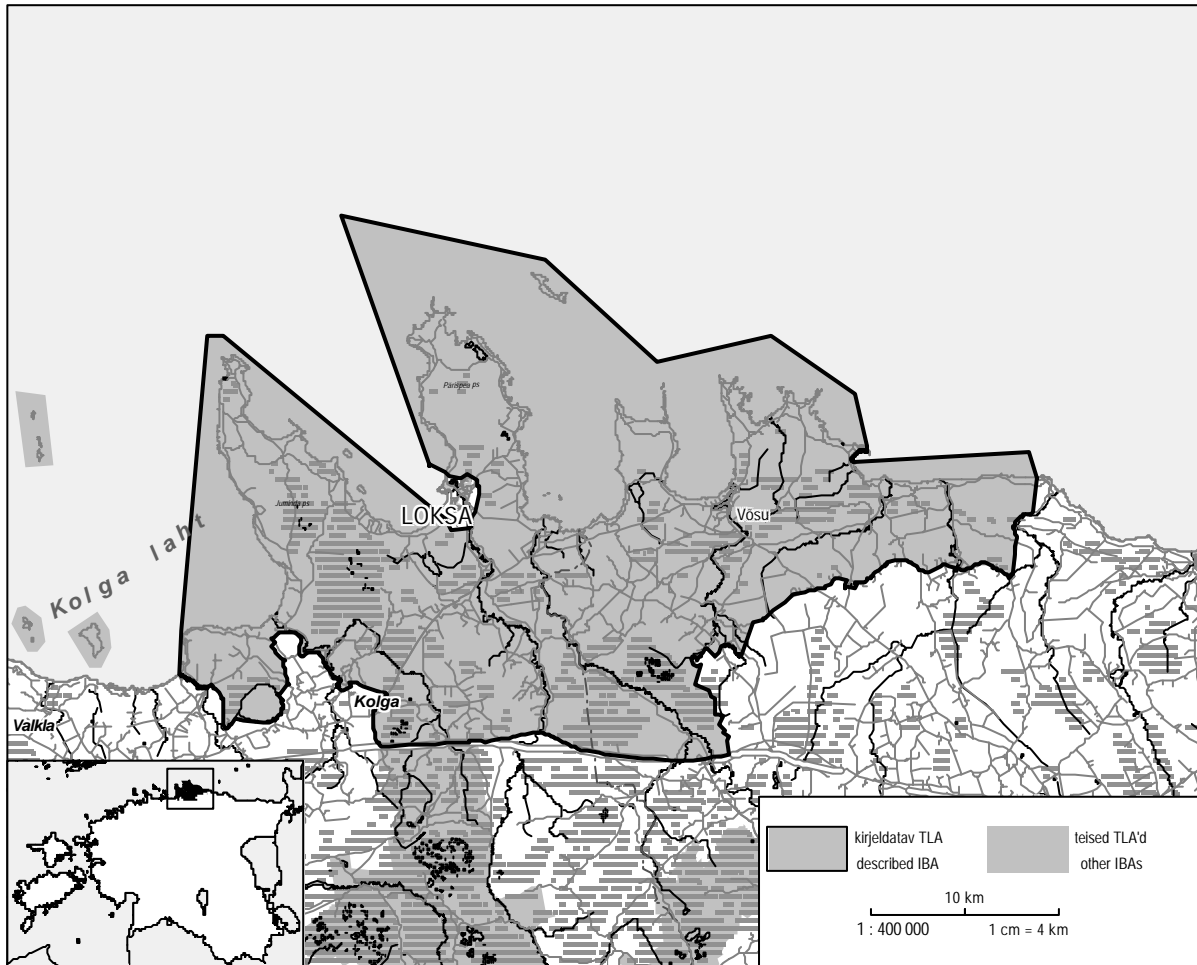 Pärispea ps
Juminda ps
LOKSA
Võsu
Kolga laht
Kolga
Valkla
kirjeldatav TLA
described IBA
teised TLA'd
other IBAs
10 km
1 : 400 000
1 cm = 4 km